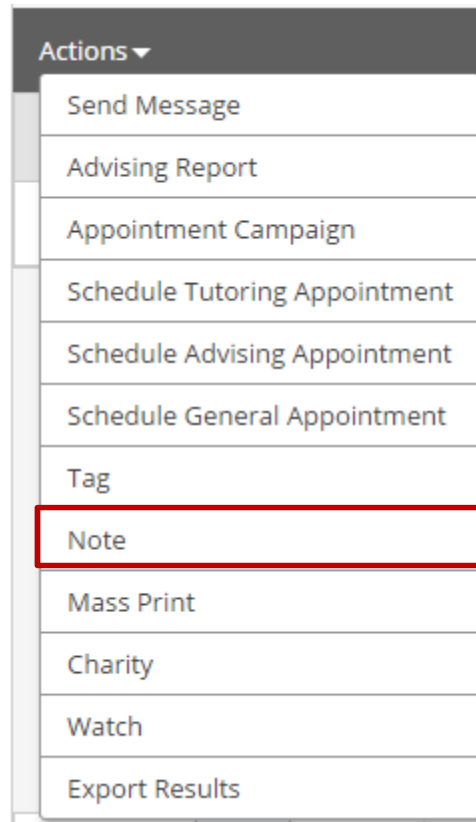 Actions
Send Message
Advising Report
Appointment Campaign
Schedule Tutoring Appointment
Schedule Advising Appointment
Schedule General Appointment
Tag
Note
Mass Print
Charity
Watch
Export Results